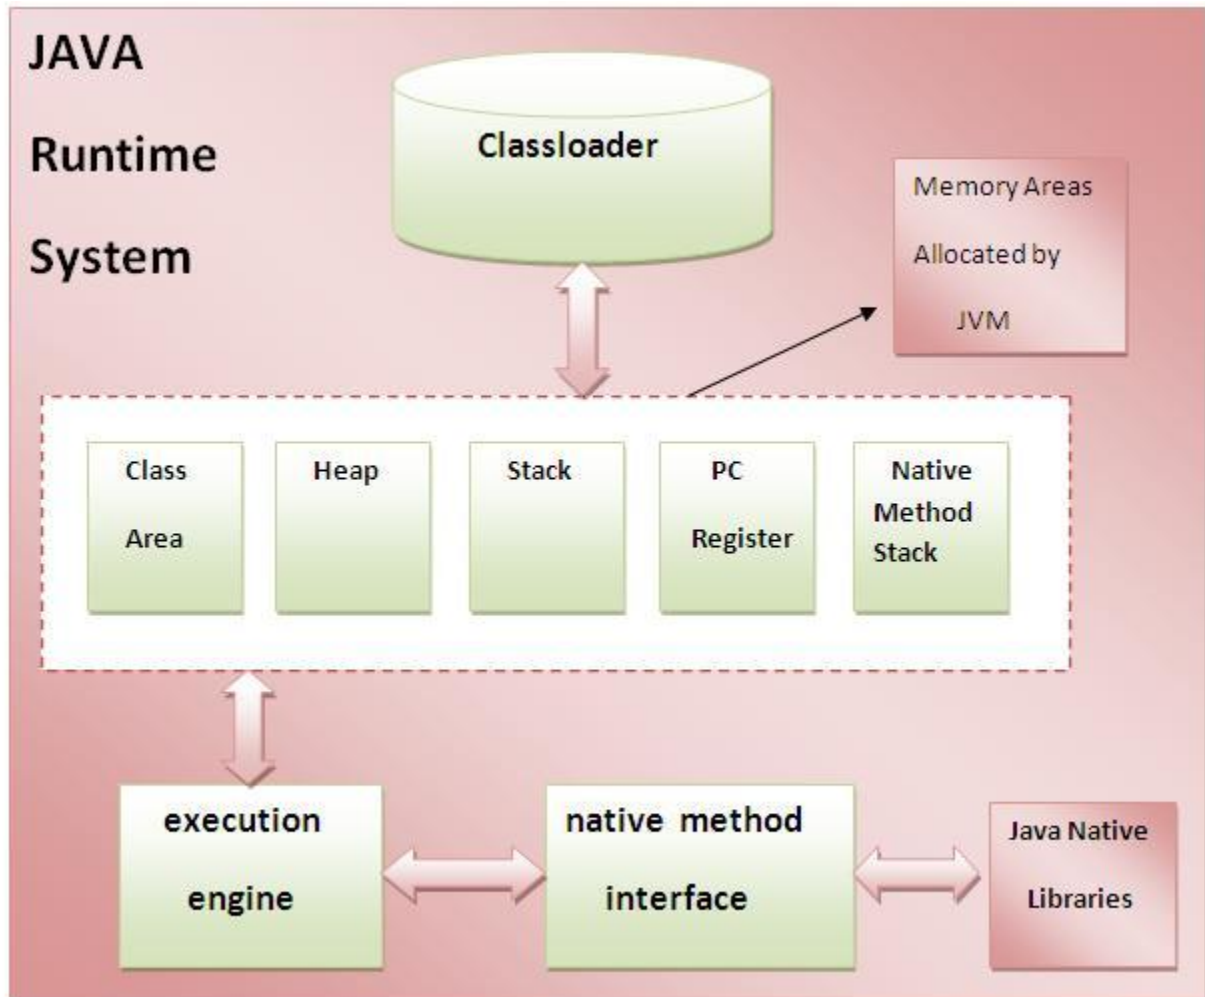 JAVA
Runtime
System
Classloader
Memory Areas
Allocated by
JVM
Class
Area
Heap
Stack
PC
Register
Native
Method
Stack
execution
engine
native method
interface
Java Native
Libraries